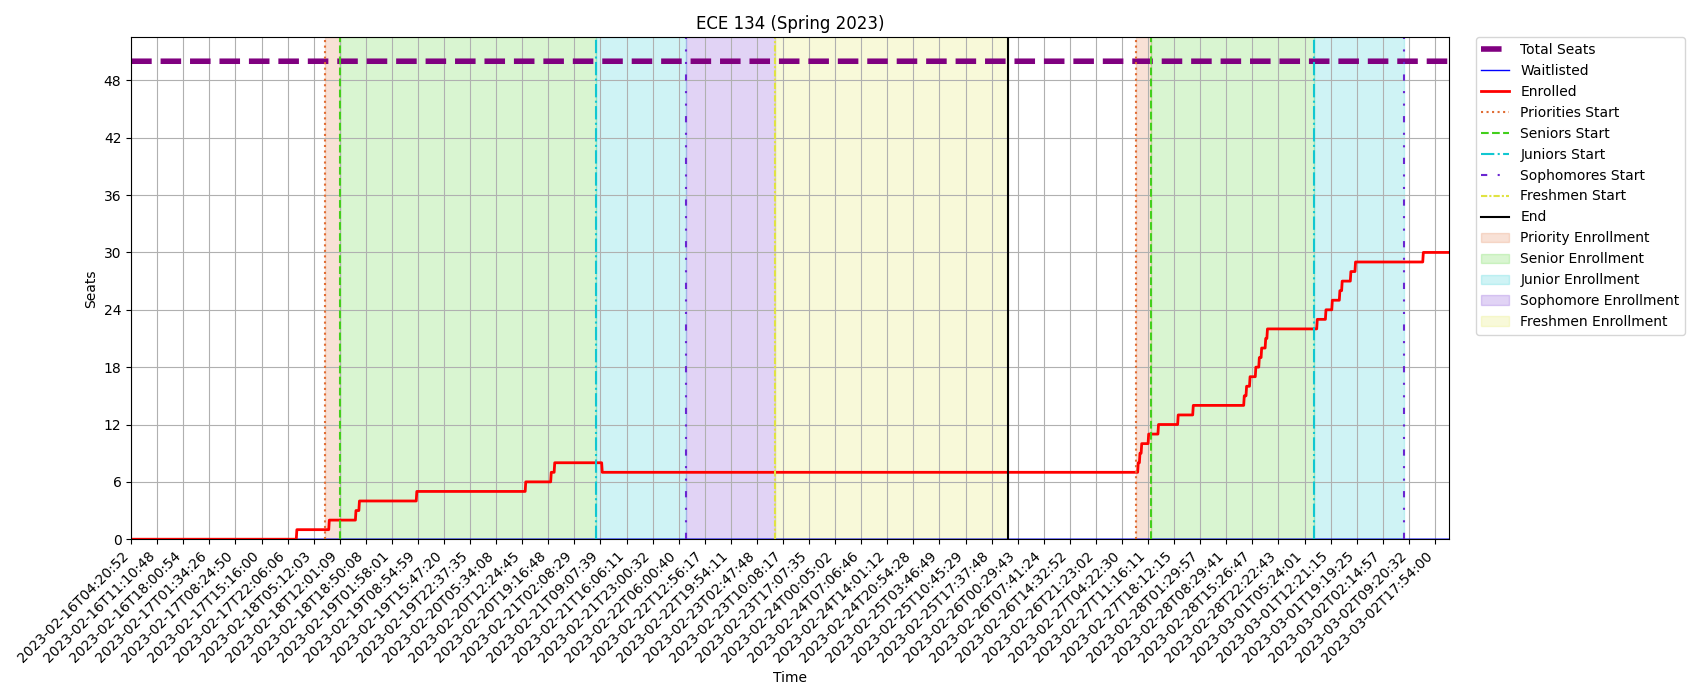 ECE 134 (Spring 2023)
Seats
48
42
36
30
24
18
12
6
0
2023-02-16T04:20:52
2023-02-16T11:10:48
2023-02-16T18:00:54
2023-02-17T01:34:26
2023-02-17T08:24:50
2023-02-17T15:16:00
2023-02-17T22:06:06
2023-02-18T05:12:03
2023-02-18T12:01:09
2023-02-18T18:50:08
2023-02-19T01:58:01
2023-02-19T08:54:59
2023-02-19T15:47:20
2023-02-19T22:37:35
2023-02-20T05:34:08
2023-02-20T12:24:45
2023-02-20T19:16:48
2023-02-21T02:08:29
2023-02-21T09:07:39
2023-02-21T16:06:11
2023-02-21T23:00:32
2023-02-22T06:00:40
2023-02-22T12:56:17
2023-02-22T19:54:11
2023-02-23T02:47:48
2023-02-23T10:08:17
2023-02-23T17:07:35
2023-02-24T00:05:02
2023-02-24T07:06:46
2023-02-24T14:01:12
2023-02-24T20:54:28
2023-02-25T03:46:49
2023-02-25T10:45:29
2023-02-25T17:37:48
2023-02-26T00:29:43
2023-02-26T07:41:24
2023-02-26T14:32:52
2023-02-26T21:23:02
2023-02-27T04:22:30
2023-02-27T11:16:11
2023-02-27T18:12:15
2023-02-28T01:29:57
2023-02-28T08:29:41
2023-02-28T15:26:47
2023-02-28T22:22:43
2023-03-01T05:24:01
2023-03-01T12:21:15
2023-03-01T19:19:25
2023-03-02T02:14:57
2023-03-02T09:20:32
2023-03-02T17:54:00
Time
Total Seats
Waitlisted
Enrolled
Priorities Start
Seniors Start
Juniors Start
Sophomores Start
Freshmen Start
End
Priority Enrollment
Senior Enrollment
Junior Enrollment
Sophomore Enrollment
Freshmen Enrollment